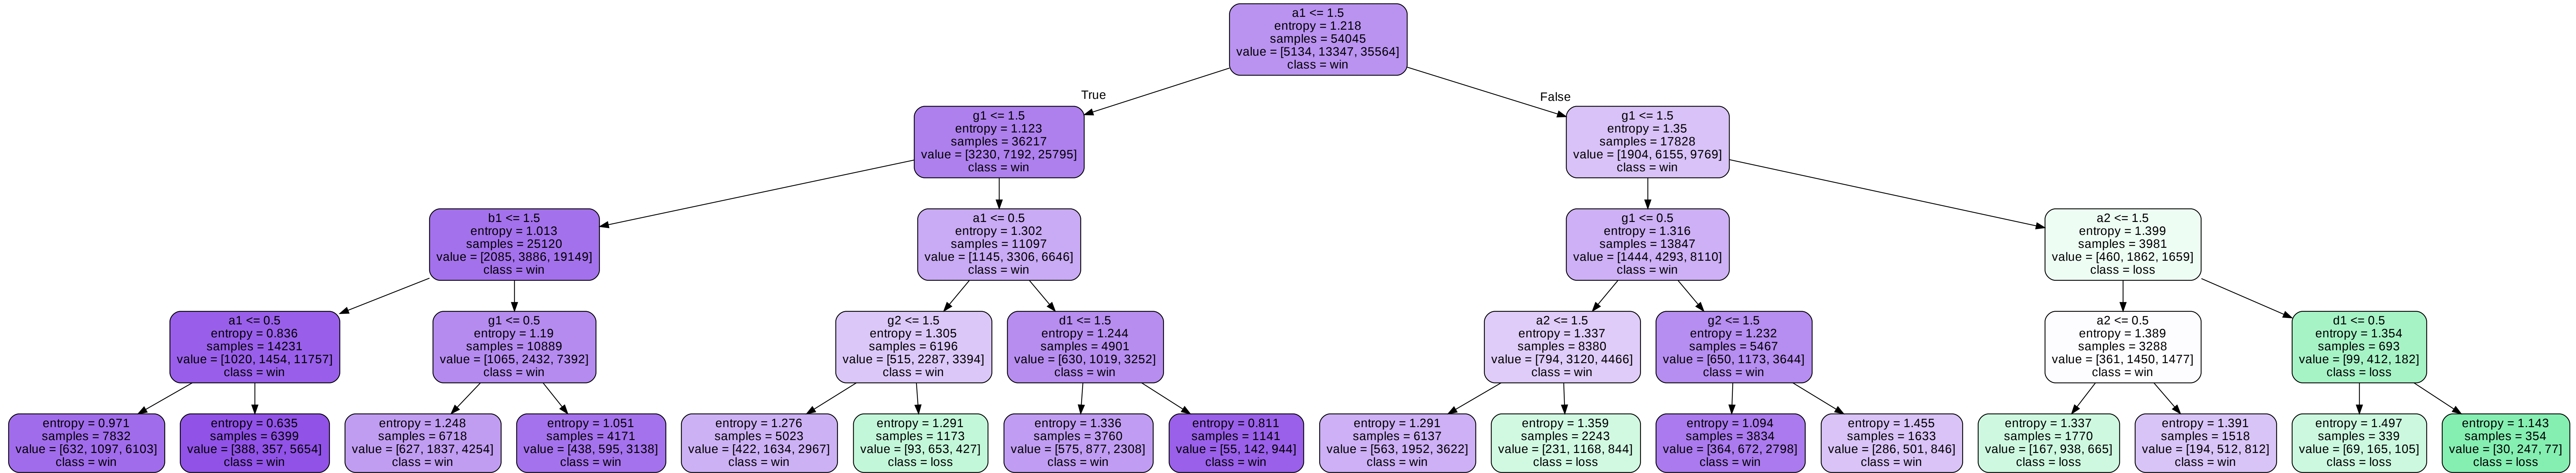 a1 <= 1.5
entropy = 1.218
samples = 54045
value = [5134, 13347, 35564]
class = win
True
False
g1 <= 1.5
entropy = 1.123
samples = 36217
value = [3230, 7192, 25795]
class = win
g1 <= 1.5
entropy = 1.35
samples = 17828
value = [1904, 6155, 9769]
class = win
b1 <= 1.5
entropy = 1.013
samples = 25120
value = [2085, 3886, 19149]
class = win
a1 <= 0.5
entropy = 1.302
samples = 11097
value = [1145, 3306, 6646]
class = win
g1 <= 0.5
entropy = 1.316
samples = 13847
value = [1444, 4293, 8110]
class = win
a2 <= 1.5
entropy = 1.399
samples = 3981
value = [460, 1862, 1659]
class = loss
a1 <= 0.5
entropy = 0.836
samples = 14231
value = [1020, 1454, 11757]
class = win
g1 <= 0.5
entropy = 1.19
samples = 10889
value = [1065, 2432, 7392]
class = win
g2 <= 1.5
entropy = 1.305
samples = 6196
value = [515, 2287, 3394]
class = win
d1 <= 1.5
entropy = 1.244
samples = 4901
value = [630, 1019, 3252]
class = win
a2 <= 1.5
entropy = 1.337
samples = 8380
value = [794, 3120, 4466]
class = win
g2 <= 1.5
entropy = 1.232
samples = 5467
value = [650, 1173, 3644]
class = win
a2 <= 0.5
entropy = 1.389
samples = 3288
value = [361, 1450, 1477]
class = win
d1 <= 0.5
entropy = 1.354
samples = 693
value = [99, 412, 182]
class = loss
entropy = 0.971
samples = 7832
value = [632, 1097, 6103]
class = win
entropy = 0.635
samples = 6399
value = [388, 357, 5654]
class = win
entropy = 1.248
samples = 6718
value = [627, 1837, 4254]
class = win
entropy = 1.051
samples = 4171
value = [438, 595, 3138]
class = win
entropy = 1.276
samples = 5023
value = [422, 1634, 2967]
class = win
entropy = 1.291
samples = 1173
value = [93, 653, 427]
class = loss
entropy = 1.336
samples = 3760
value = [575, 877, 2308]
class = win
entropy = 0.811
samples = 1141
value = [55, 142, 944]
class = win
entropy = 1.291
samples = 6137
value = [563, 1952, 3622]
class = win
entropy = 1.359
samples = 2243
value = [231, 1168, 844]
class = loss
entropy = 1.094
samples = 3834
value = [364, 672, 2798]
class = win
entropy = 1.455
samples = 1633
value = [286, 501, 846]
class = win
entropy = 1.337
samples = 1770
value = [167, 938, 665]
class = loss
entropy = 1.391
samples = 1518
value = [194, 512, 812]
class = win
entropy = 1.497
samples = 339
value = [69, 165, 105]
class = loss
entropy = 1.143
samples = 354
value = [30, 247, 77]
class = loss